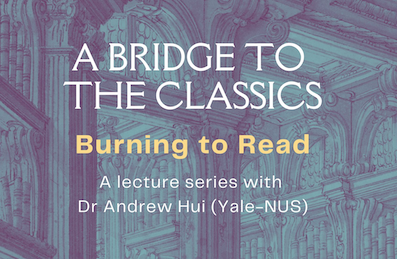 A BRIDGE TO
THE CLASSICS
Burning to Read
A lecture series with
Dr Andrew Hui (Yale-NUS)